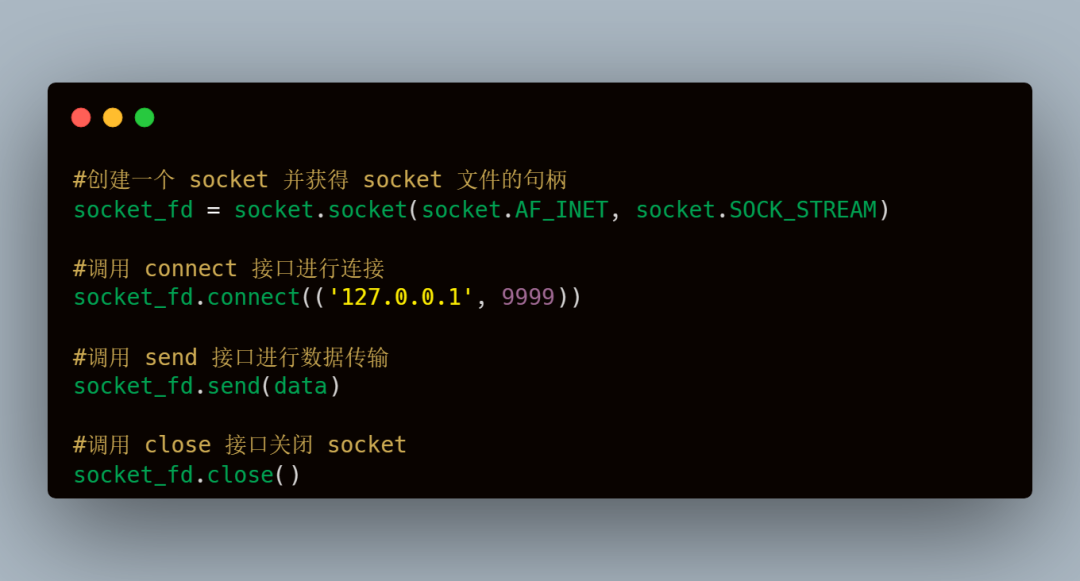 #创建一个 socket 并获得 socket 文件的句柄
socket_fd = socket.socket(socket.AF_INET, socket.SOCK_STREAM)
#调用 connect 接口进行连接
socket_fd.connect(('127.0.0.1', 9999))
#调用 send 接口进行数据传输
socket_fd.send(data)
#调用 close 接口关闭 socket
socket_fd.close()